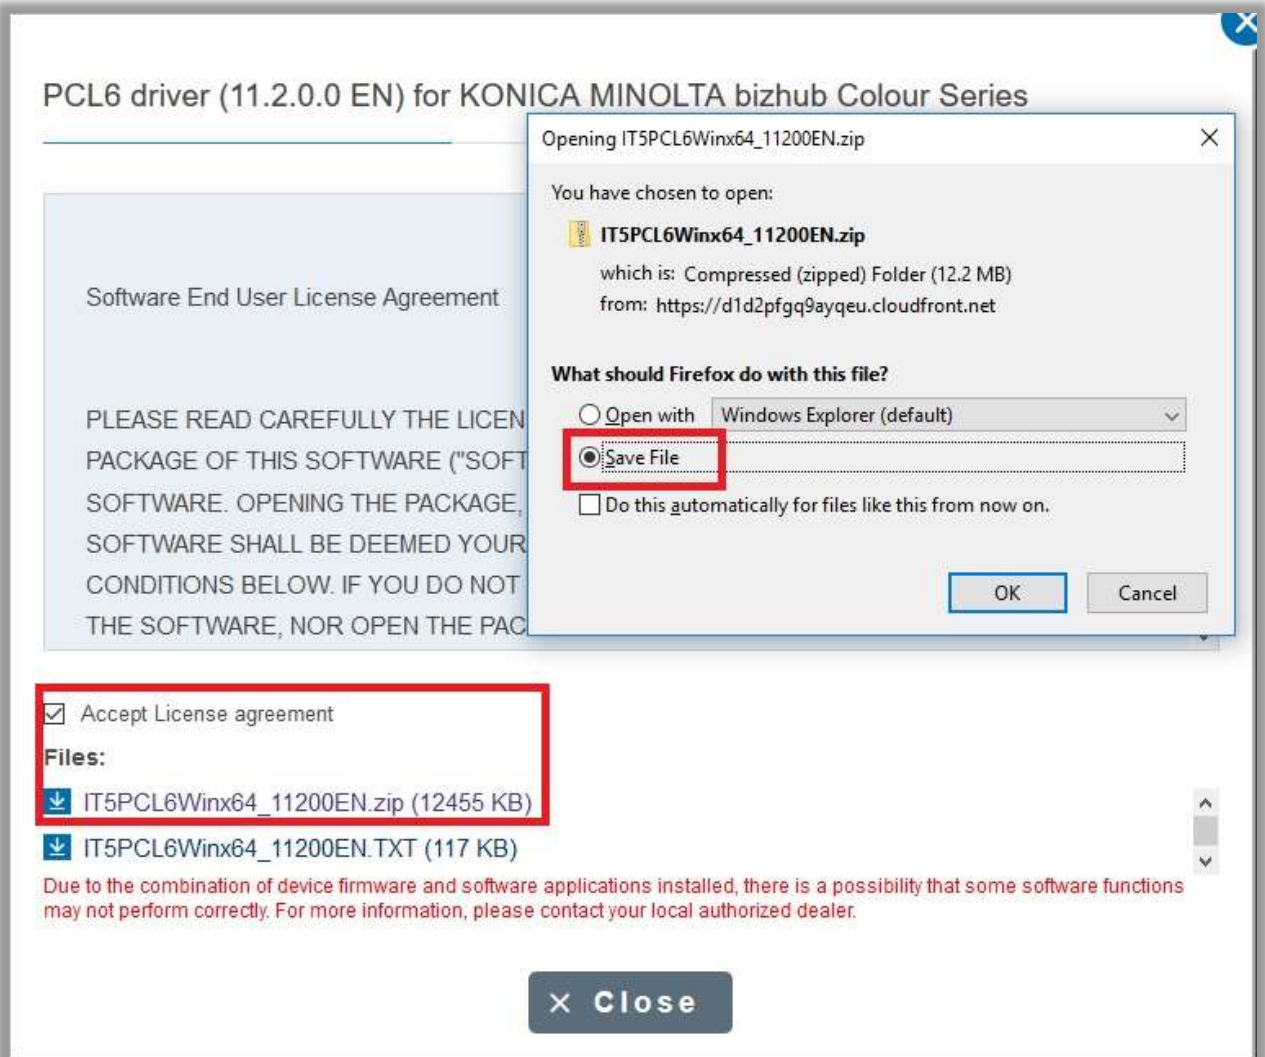 PCL6 driver (11.2.0.0 EN) for KONICA MINOLTA bizhub Colour Series
Opening IT5PCL6Winx64_11200EN.zip
You have chosen to open:
IT5PCL6Winx64_11200EN.zip
which is: Compressed (zipped) Folder (12.2 MB)
from: https://d1d2pfgq9ayqeu.cloudfront.net
What should Firefox do with this file?
Open with Windows Explorer (default)
Save File
Do this automatically for files like this from now on.
OK Cancel
Software End User License Agreement
PLEASE READ CAREFULLY THE LICEN
PACKAGE OF THIS SOFTWARE ("SOFT
SOFTWARE. OPENING THE PACKAGE,
SOFTWARE SHALL BE DEEMED YOUR
CONDITIONS BELOW. IF YOU DO NOT
THE SOFTWARE, NOR OPEN THE PAC
Accept License agreement
Files:
IT5PCL6Winx64_11200EN.zip (12455 KB)
IT5PCL6Winx64_11200EN.TXT (117 KB)
Due to the combination of device firmware and software applications installed, there is a possibility that some software functions
may not perform correctly. For more information, please contact your local authorized dealer.
× Close